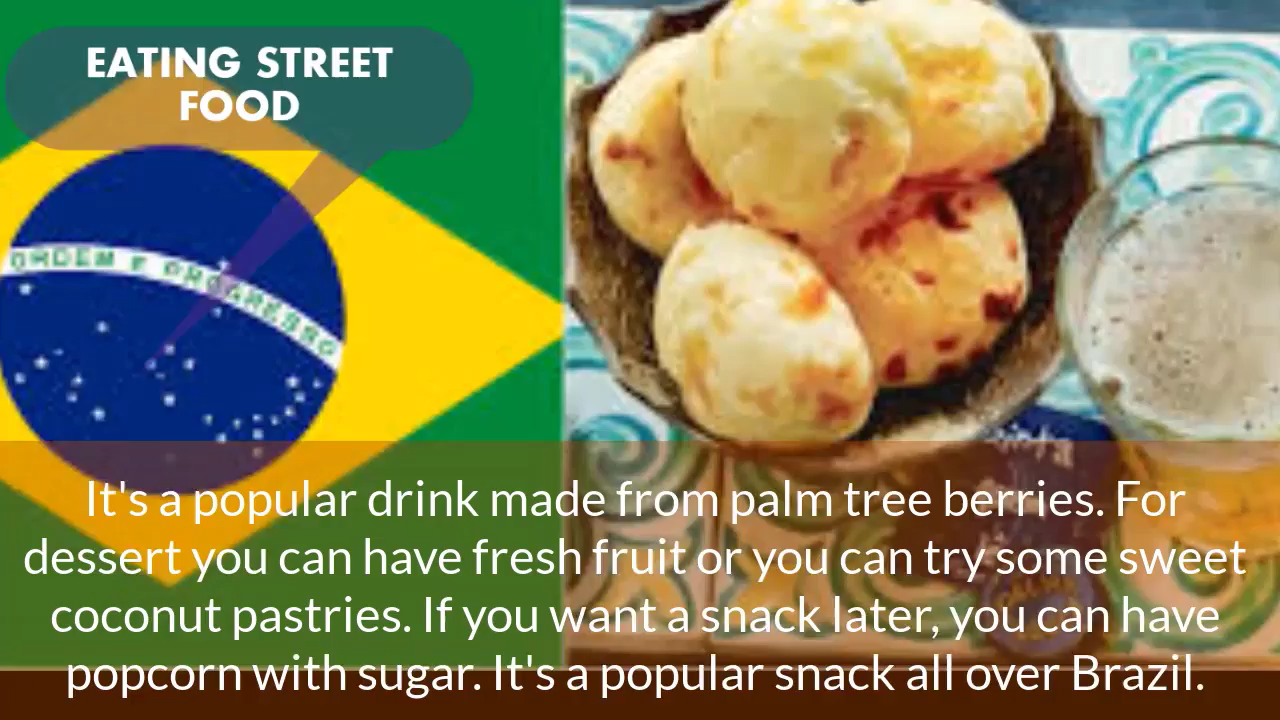 EATING STREET
FOOD
ORDEM E PROGRESSO
It's a popular drink made from palm tree berries. For
dessert you can have fresh fruit or you can try some sweet
coconut pastries. If you want a snack later, you can have
popcorn with sugar. It's a popular snack all over Brazil.